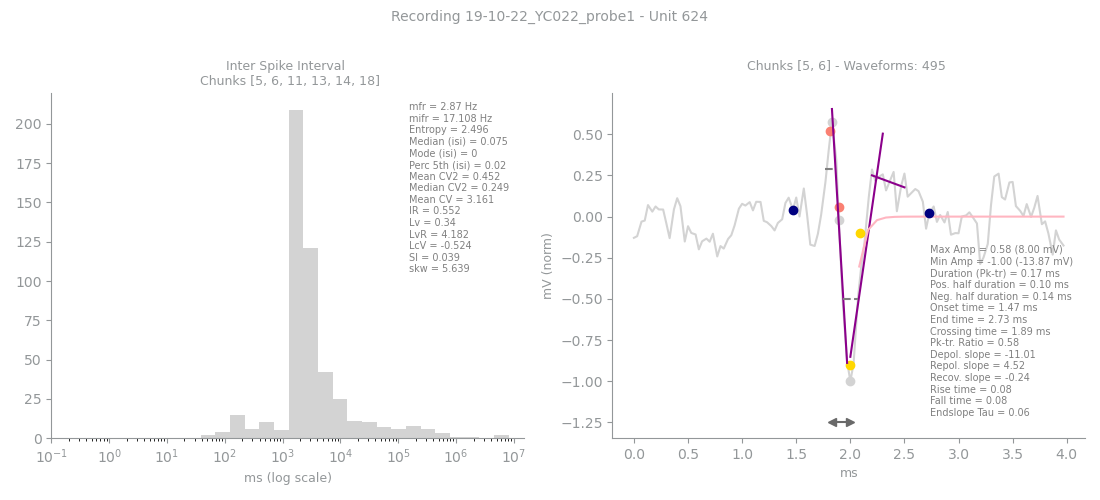 Recording 19-10-22_YC022_probe1 - Unit 624
Inter Spike Interval
Chunks [5, 6, 11, 13, 14, 18]
200
175
150
125
100
75
50
25
0
mfr = 2.87 Hz
mifr = 17.108 Hz
Entropy = 2.496
Median (isi) = 0.075
Mode (isi) = 0
Perc 5th (isi) = 0.02
Mean CV2 = 0.452
Median CV2 = 0.249
Mean CV = 3.161
IR = 0.552
Lv = 0.34
LvR = 4.182
LcV = -0.524
SI = 0.039
skw = 5.639
10⁻¹ 10⁰ 10¹ 10² 10³ 10⁴ 10⁵ 10⁶ 10⁷
ms (log scale)
Chunks [5, 6] - Waveforms: 495
mV (norm)
0.50
0.25
0.00
−0.25
−0.50
−0.75
−1.00
−1.25
Max Amp = 0.58 (8.00 mV)
Min Amp = -1.00 (-13.87 mV)
Duration (Pk-tr) = 0.17 ms
Pos. half duration = 0.10 ms
Neg. half duration = 0.14 ms
Onset time = 1.47 ms
End time = 2.73 ms
Crossing time = 1.89 ms
Pk-tr. Ratio = 0.58
Depol. slope = -11.01
Repol. slope = 4.52
Recov. slope = -0.24
Rise time = 0.08
Fall time = 0.08
Endslope Tau = 0.06
0.0 0.5 1.0 1.5 2.0 2.5 3.0 3.5 4.0
ms